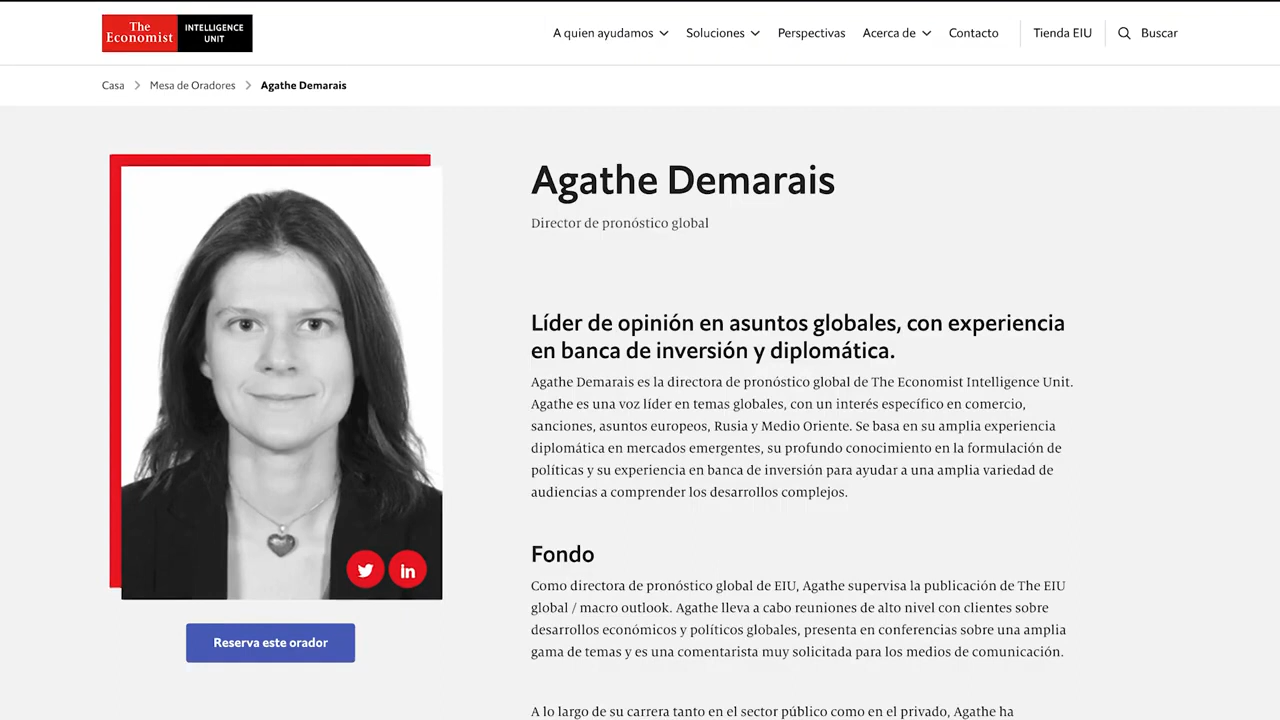 The Economist INTELLIGENCE UNIT
A quien ayudamos
Soluciones
Perspectivas
Acerca de
Contacto
Tienda EIU
Buscar
Casa > Mesa de Oradores > Agathe Demarais
Agathe Demarais
Director de pronóstico global
Líder de opinión en asuntos globales, con experiencia
en banca de inversión y diplomática.
Agathe Demarais es la directora de pronóstico global de The Economist Intelligence Unit.
Agathe es una voz líder en temas globales, con un interés específico en comercio,
sanciones, asuntos europeos, Rusia y Medio Oriente. Se basa en su amplia experiencia
diplomática en mercados emergentes, su profundo conocimiento en la formulación de
políticas y su experiencia en banca de inversión para ayudar a una amplia variedad de
audiencias a comprender los desarrollos complejos.
Fondo
Como directora de pronóstico global de EIU, Agathe supervisa la publicación de The EIU
global / macro outlook. Agathe lleva a cabo reuniones de alto nivel con clientes sobre
desarrollos económicos y políticos globales, presenta en conferencias sobre una amplia
gama de temas y es una comentarista muy solicitada para los medios de comunicación.
A lo largo de su carrera tanto en el sector público como en el privado, Agathe ha
in
Reserva este orador